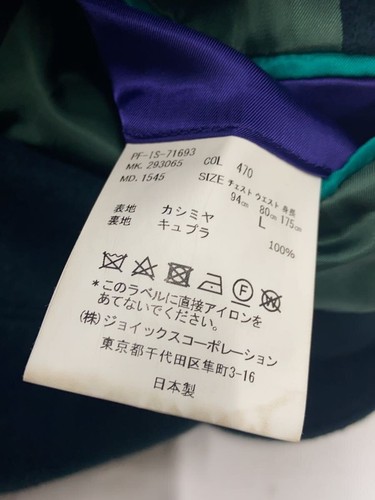 PF-IS-71693
MK. 293065 COL 470
MD. 1545 SIZE チェスト ウエスト 身長
94cm 80cm 175cm
L
表地 カシミヤ 100%
裏地 キュプラ
*このラベルに直接アイロンを
あてないでください。
(株)ジョイックスコーポレーション
東京都千代田区隼町3-16
日本製